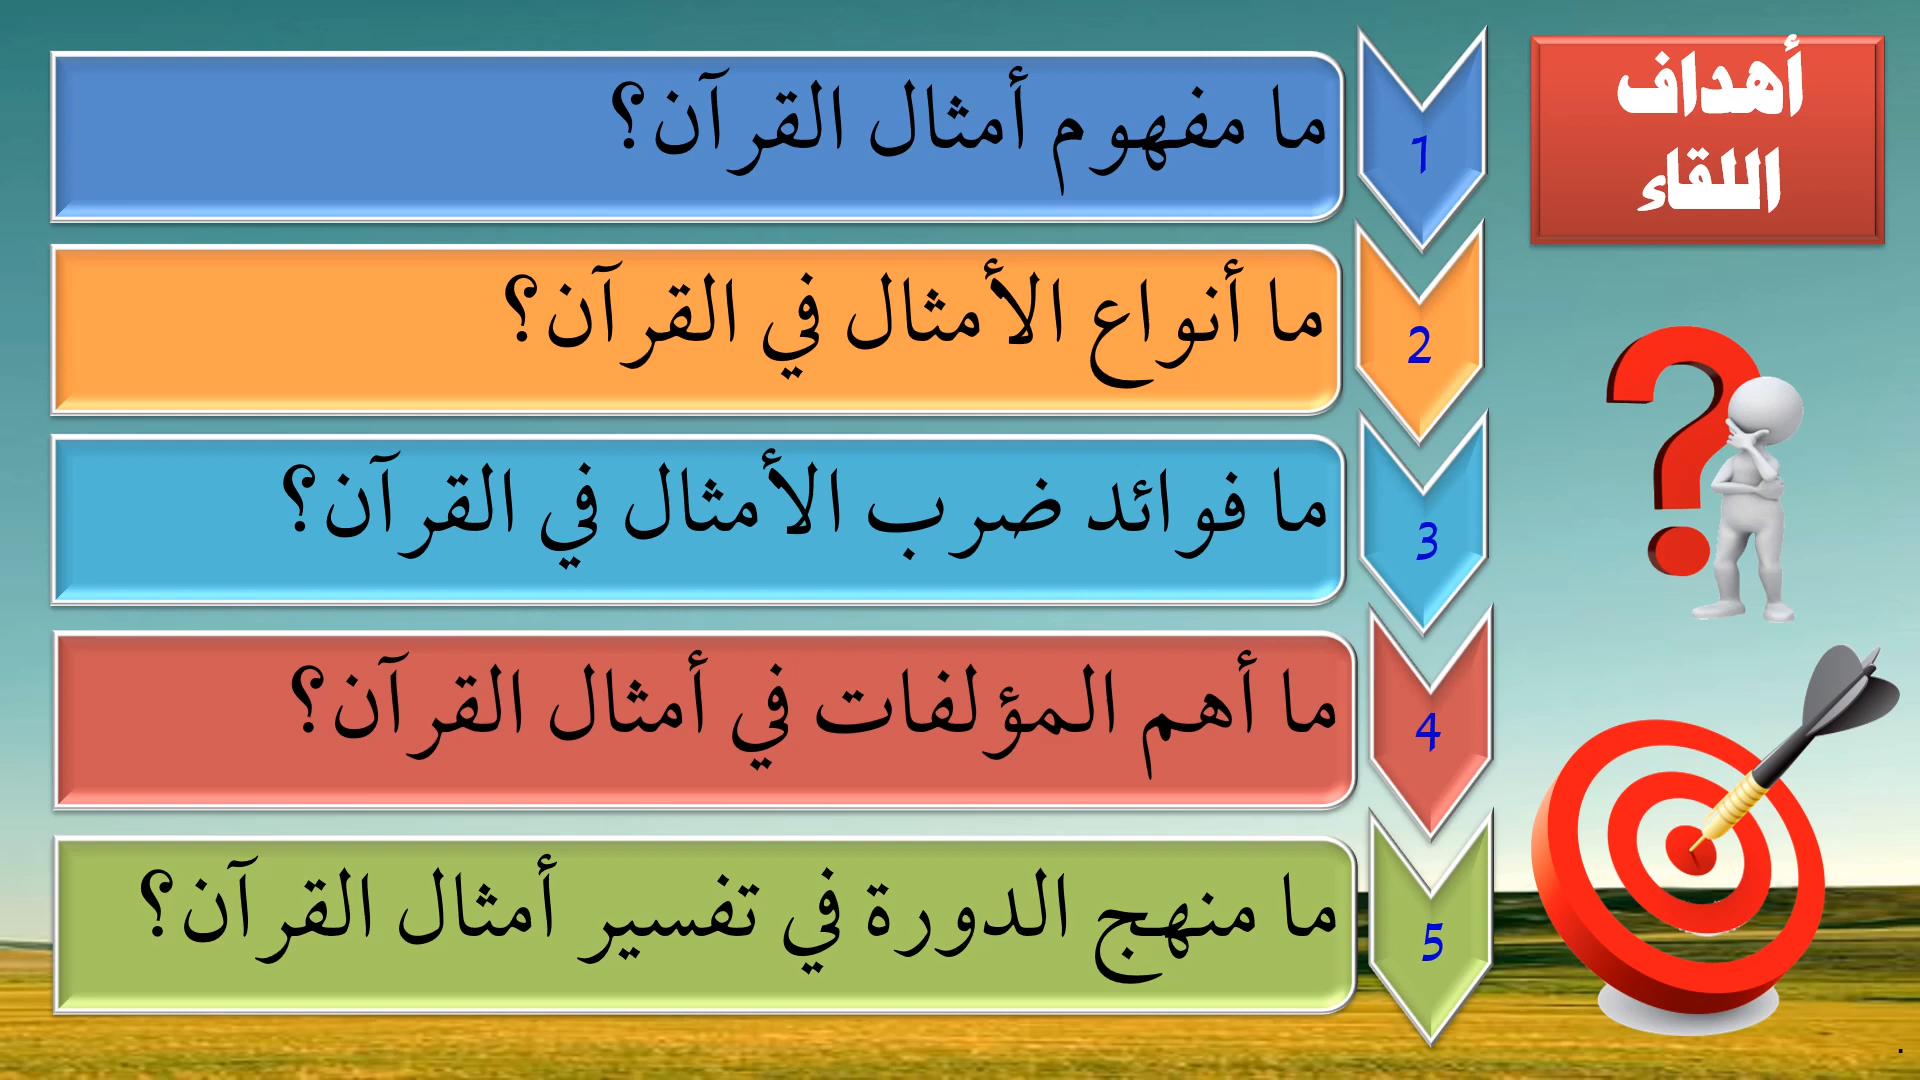 أهداف
اللقاء
1
ما مفهوم أمثال القرآن؟
2
ما أنواع الأمثال في القرآن؟
3
ما فوائد ضرب الأمثال في القرآن؟
4
ما أهم المؤلفات في أمثال القرآن؟
5
ما منهج الدورة في تفسير أمثال القرآن؟
.